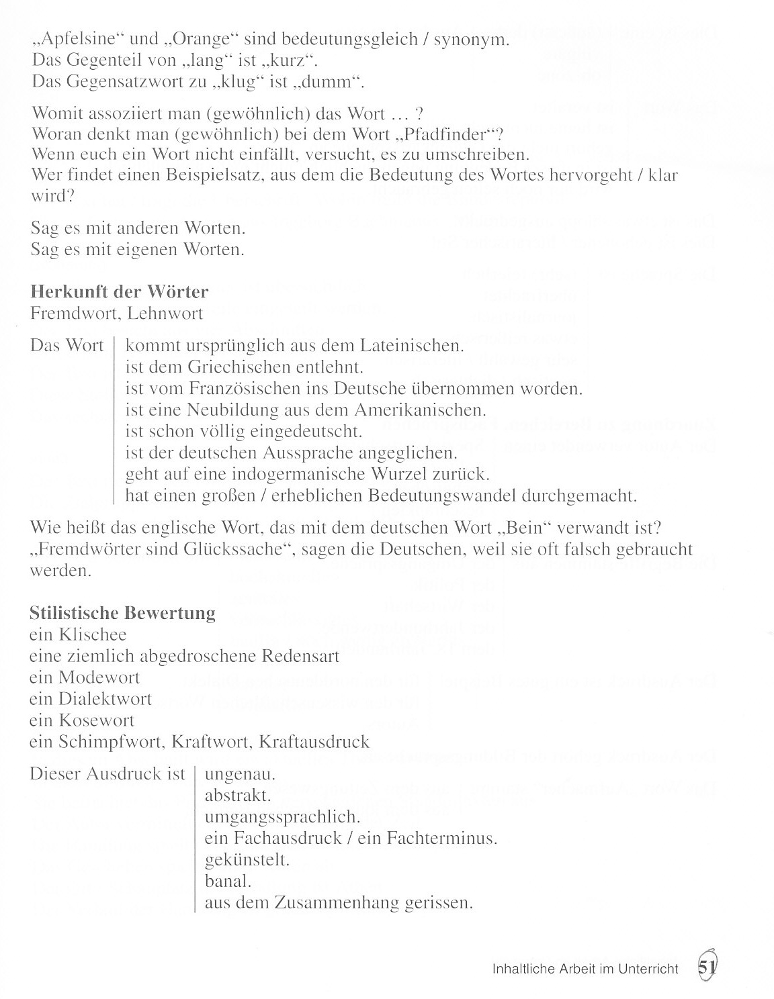 „Apfelsine“ und „Orange“ sind bedeutungsgleich / synonym.
Das Gegenteil von „lang“ ist „kurz“.
Das Gegensatzwort zu „klug“ ist „dumm“.
Womit assoziiert man (gewöhnlich) das Wort ... ?
Woran denkt man (gewöhnlich) bei dem Wort „Pfadfinder“?
Wenn euch ein Wort nicht einfällt, versucht, es zu umschreiben.
Wer findet einen Beispielsatz, aus dem die Bedeutung des Wortes hervorgeht / klar
wird?
Sag es mit anderen Worten.
Sag es mit eigenen Worten.
Herkunft der Wörter
Fremdwort, Lehnwort
Das Wort kommt ursprünglich aus dem Lateinischen.
ist dem Griechischen entlehnt.
ist vom Französischen ins Deutsche übernommen worden.
ist eine Neubildung aus dem Amerikanischen.
ist schon völlig eingedeutscht.
ist der deutschen Aussprache angeglichen.
geht auf eine indogermanische Wurzel zurück.
hat einen großen / erheblichen Bedeutungswandel durchgemacht.
Wie heißt das englische Wort, das mit dem deutschen Wort „Bein“ verwandt ist?
„Fremdwörter sind Glückssache“, sagen die Deutschen, weil sie oft falsch gebraucht
werden.
Stilistische Bewertung
ein Klischee
eine ziemlich abgedroschene Redensart
ein Modewort
ein Dialektwort
ein Kosewort
ein Schimpfwort, Kraftwort, Kraftausdruck
Dieser Ausdruck ist ungenau.
abstrakt.
umgangssprachlich.
ein Fachausdruck / ein Fachterminus.
gekünstelt.
banal.
aus dem Zusammenhang gerissen.
Inhaltliche Arbeit im Unterricht 51